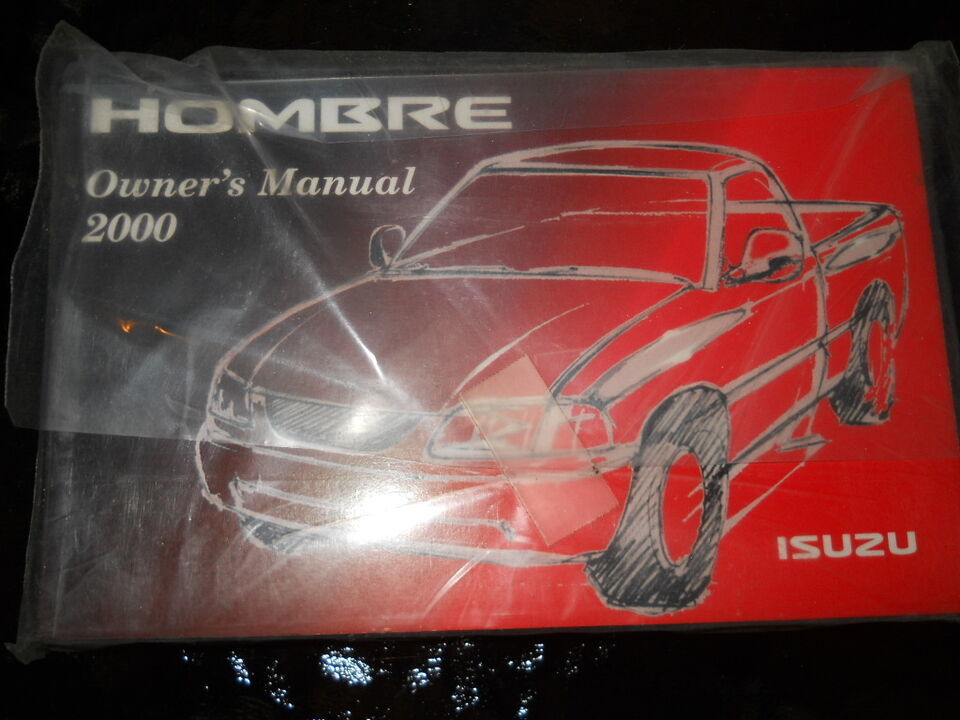 HOMBRE
Owner's Manual
2000
ISUZU